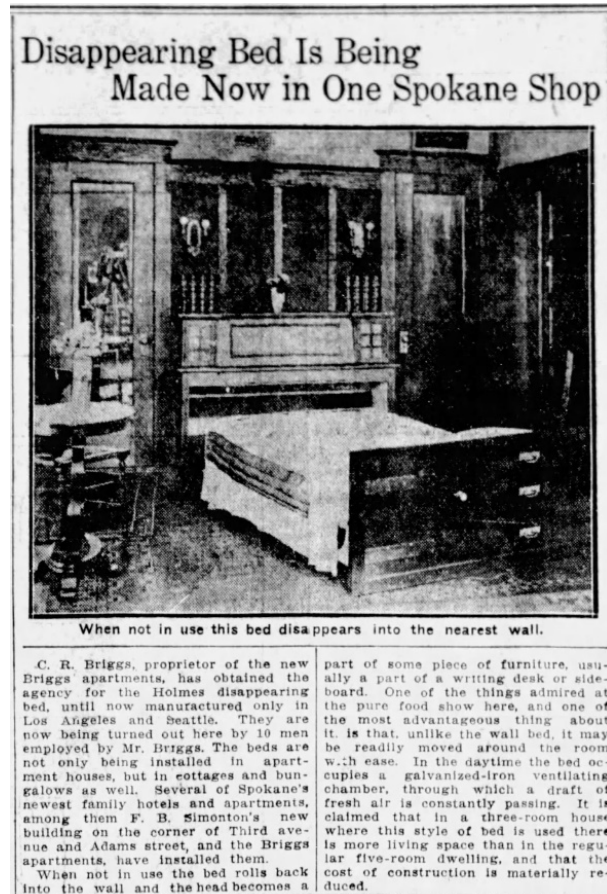 Disappearing Bed Is Being
Made Now in One Spokane Shop
When not in use this bed disappears into the nearest wall.
C. R. Briggs, proprietor of the new
Briggs apartments, has obtained the
agency for the Holmes disappearing
bed, until now manuractured only in
Los Angeles and Seattle. They are
now being turned out here by 10 men
employed by Mr. Briggs. The beds are
not only being installed in apart-
ment houses, but in cottages and bun-
galows as well. Several of Spokane's
newest family hotels and apartments,
among them F. B. Simonton's new
building on the corner of Third ave-
nue and Adams street, and the Briggs
apartments, have installed them.
When not in use the bed rolls back
into the wall and the head becomes a
part of some piece of furniture, usu-
ally a part of a writing desk or side-
board. One of the things admired at
the pure food show here, and one of
the most advantageous thing about
it, is that, unlike the wall bed, it may
be readily moved around the room
with ease. In the daytime the bed oc-
cupies a galvanized-iron ventilating
chamber, through which a draft of
fresh air is constantly passing. It is
claimed that in a three-room house
where this style of bed is used there
is more living space than in the regu-
lar five-room dwelling, and that the
cost of construction is materially re-
duced.